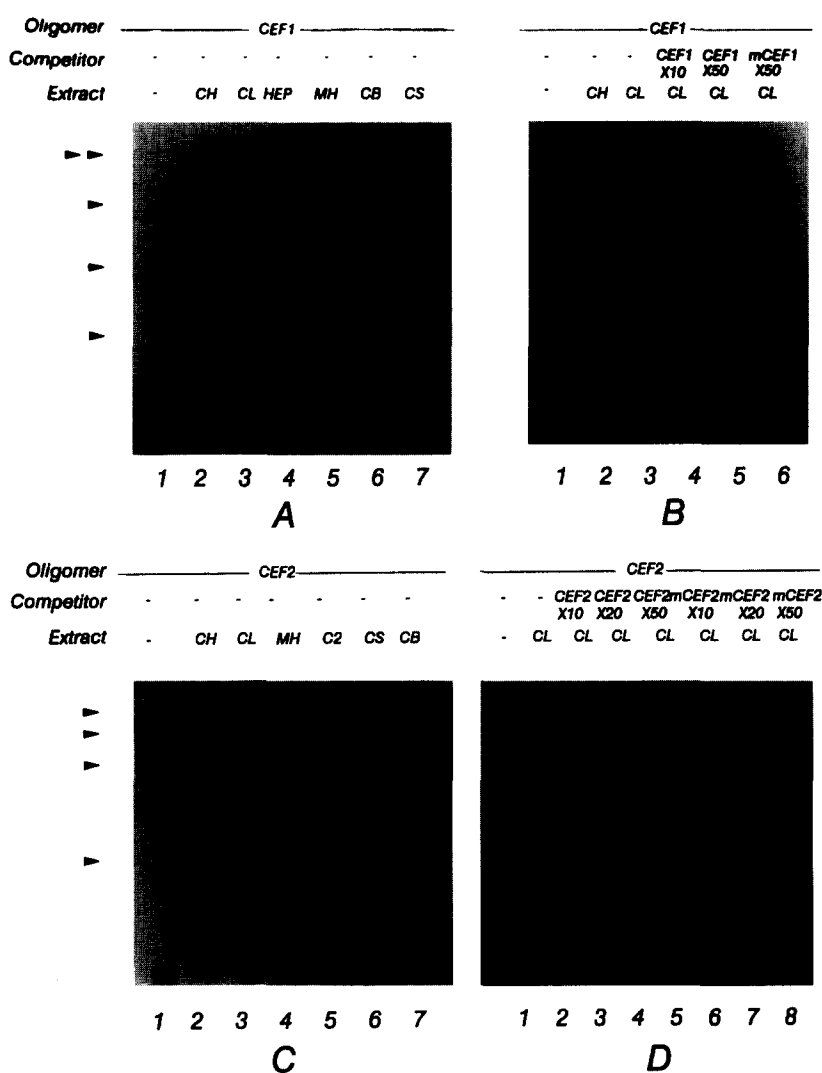 Oligomer CEF1
Competitor - - - - - - -
Extract - CH CL HEP MH CB CS
1 2 3 4 5 6 7
A
CEF1
- - - CEF1 X10 CEF1 X50 mCEF1 X50
- CH CL CL CL CL
1 2 3 4 5 6
B
Oligomer CEF2
Competitor - - - - - - -
Extract - CH CL MH C2 CS CB
1 2 3 4 5 6 7
C
CEF2
- - CEF2 X10 CEF2 X20 CEF2 X50 mCEF2 X10 mCEF2 X20 mCEF2 X50
- CL CL CL CL CL CL CL
1 2 3 4 5 6 7 8
D